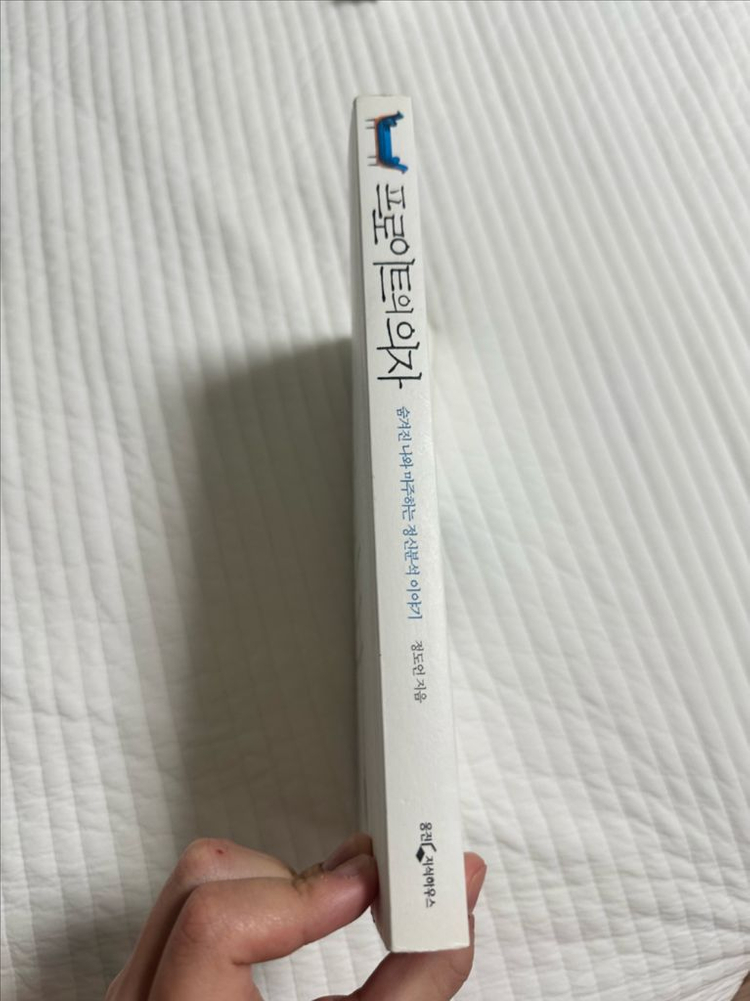 프로이트의 의자
숨겨진 나와 마주하는 정신분석 이야기
정도언 지음
웅진 지식하우스